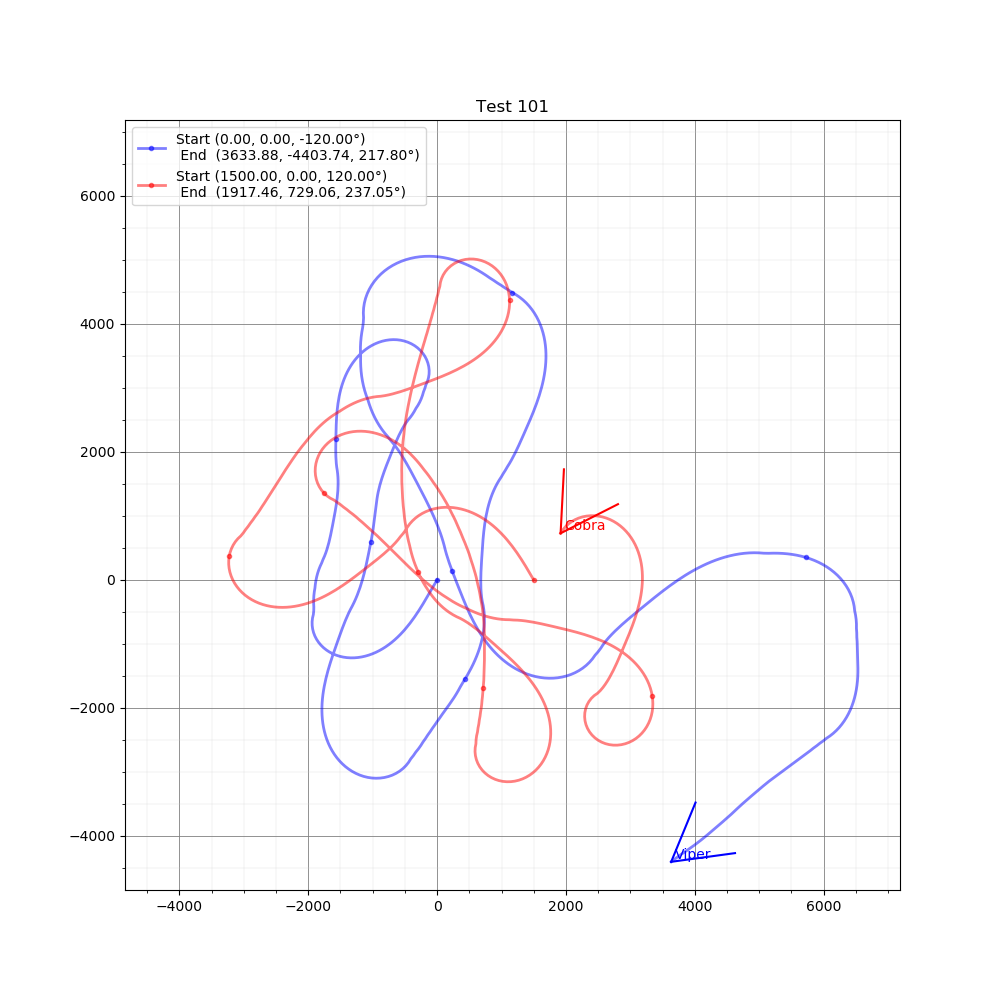 Test 101
Start (0.00, 0.00, -120.00°)
End (3633.88, -4403.74, 217.80°)
Start (1500.00, 0.00, 120.00°)
End (1917.46, 729.06, 237.05°)
6000
4000
2000
0
−2000
−4000
Cobra
Viper
−4000 −2000 0 2000 4000 6000